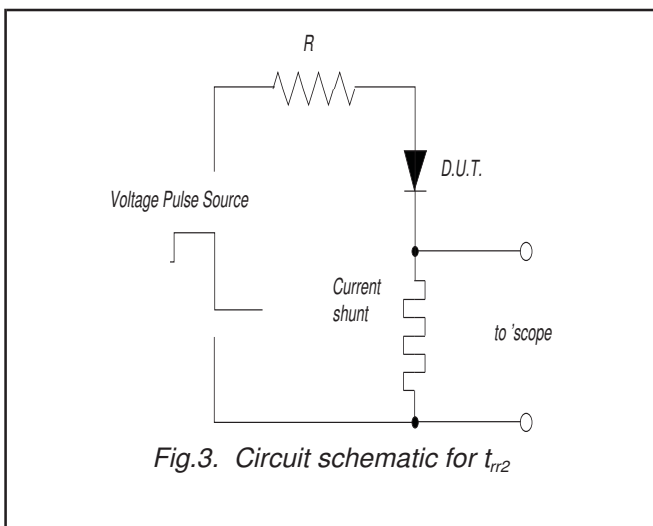 R
D.U.T.
Voltage Pulse Source
Current
shunt
to 'scope
Fig.3. Circuit schematic for trr2